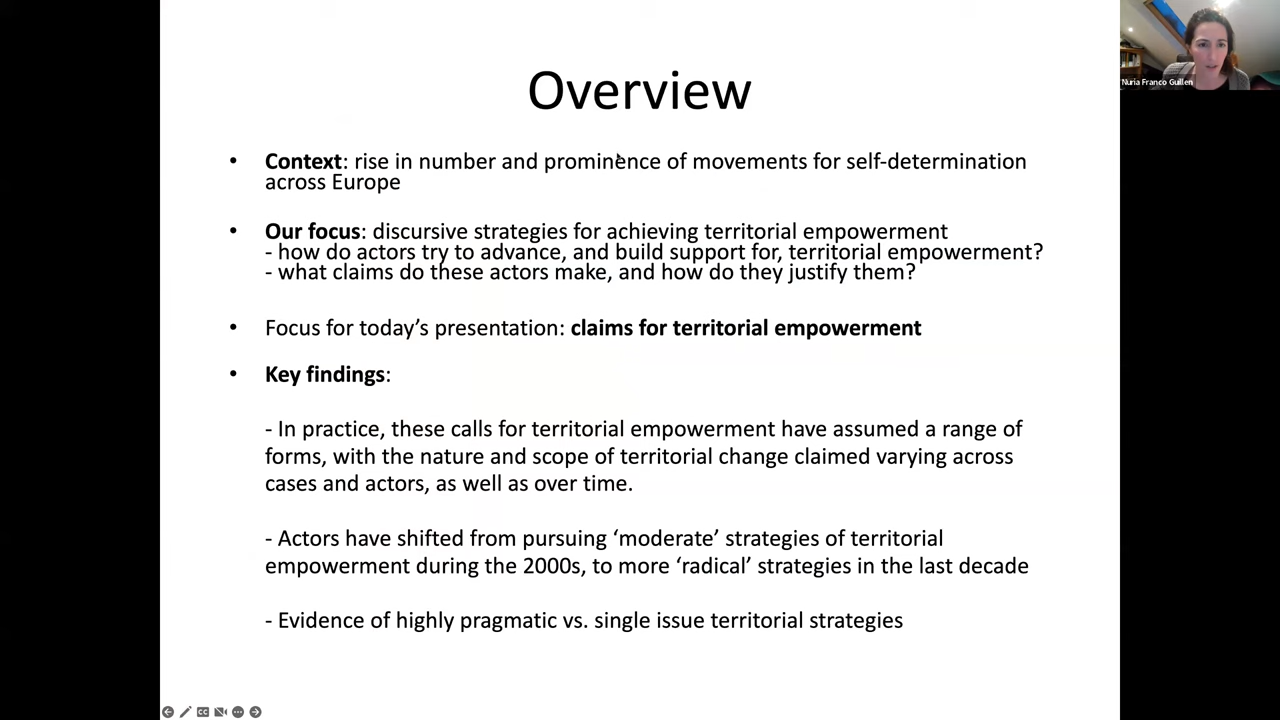 Overview
Nuria Franco Guillen
• Context: rise in number and prominence of movements for self-determination
across Europe
• Our focus: discursive strategies for achieving territorial empowerment
- how do actors try to advance, and build support for, territorial empowerment?
- what claims do these actors make, and how do they justify them?
• Focus for today’s presentation: claims for territorial empowerment
• Key findings:
- In practice, these calls for territorial empowerment have assumed a range of
forms, with the nature and scope of territorial change claimed varying across
cases and actors, as well as over time.
- Actors have shifted from pursuing ‘moderate’ strategies of territorial
empowerment during the 2000s, to more ‘radical’ strategies in the last decade
- Evidence of highly pragmatic vs. single issue territorial strategies
CC